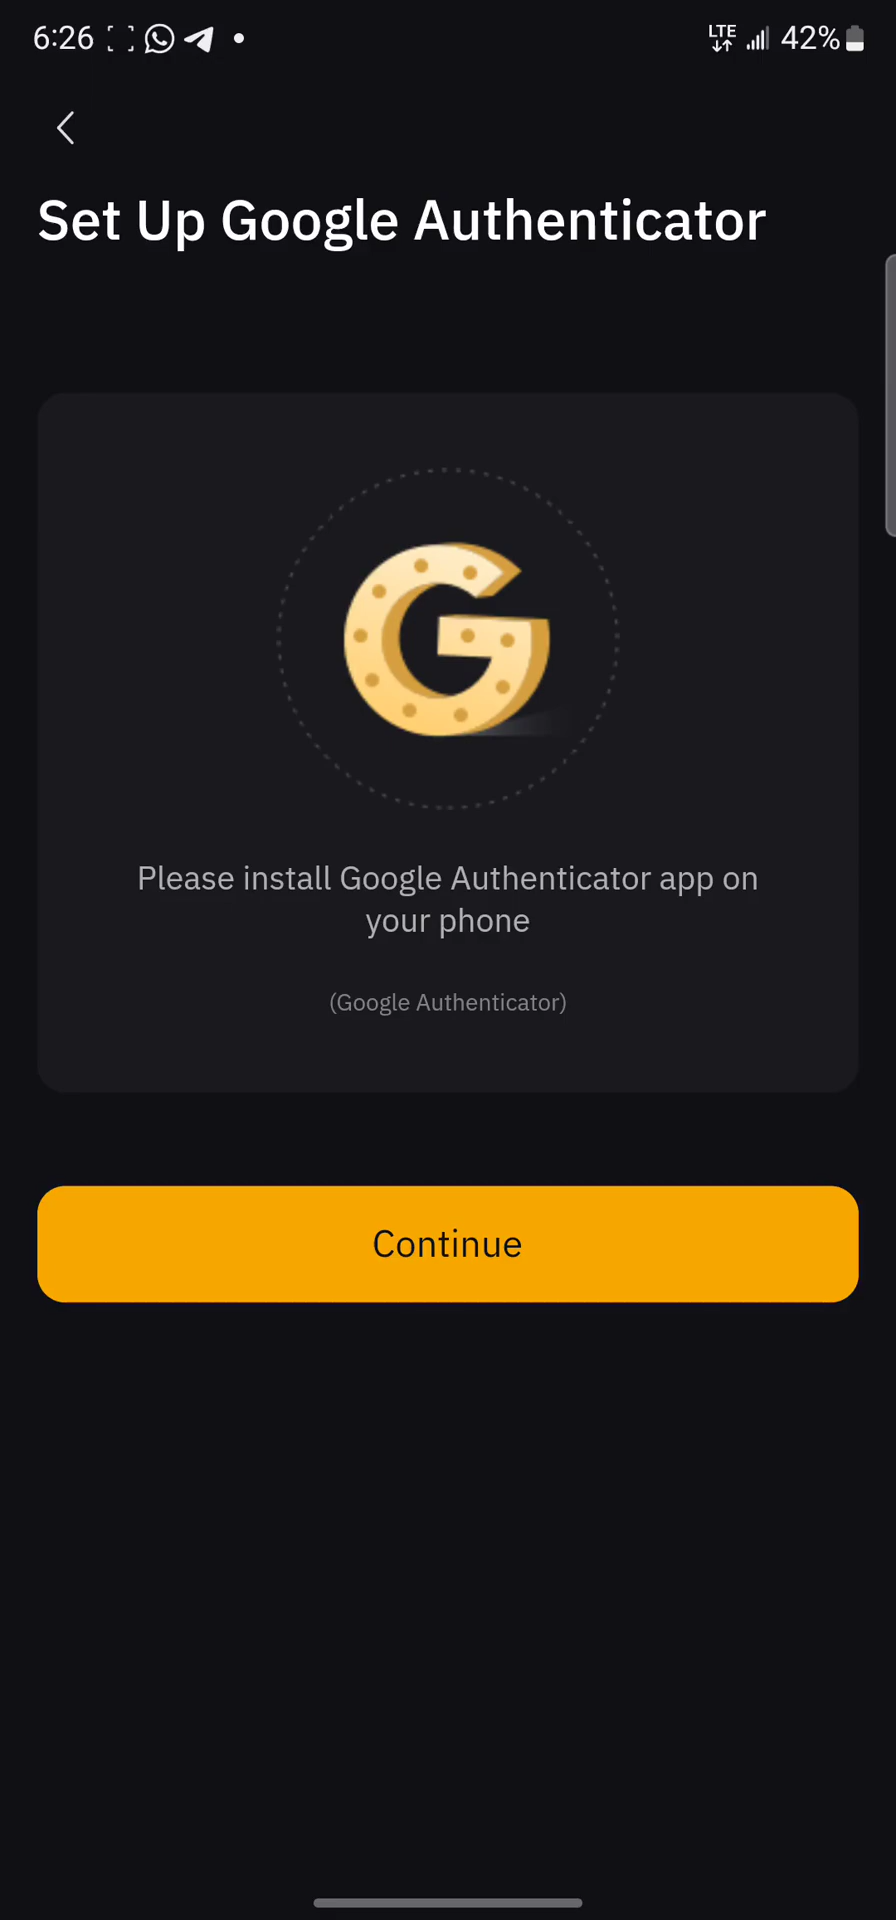 6:26
LTE
42%
Set Up Google Authenticator
G
Please install Google Authenticator app on
your phone
(Google Authenticator)
Continue